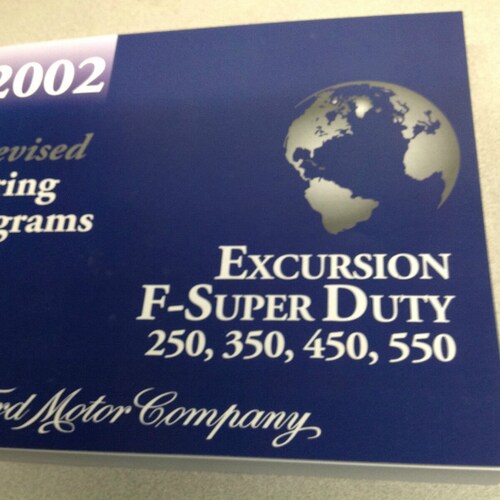 2002
evised
ring
grams
EXCURSION
F-SUPER DUTY
250, 350, 450, 550
rd Motor Company